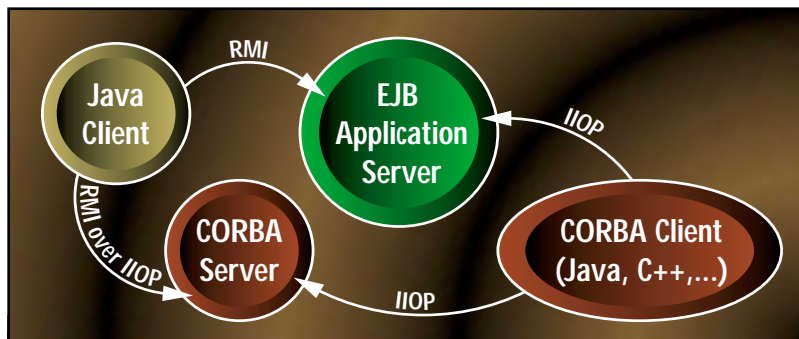 RMI
Java
Client
EJB
Application
Server
IIOP
RMI over IIOP
CORBA
Server
CORBA Client
(Java, C++,...)
IIOP